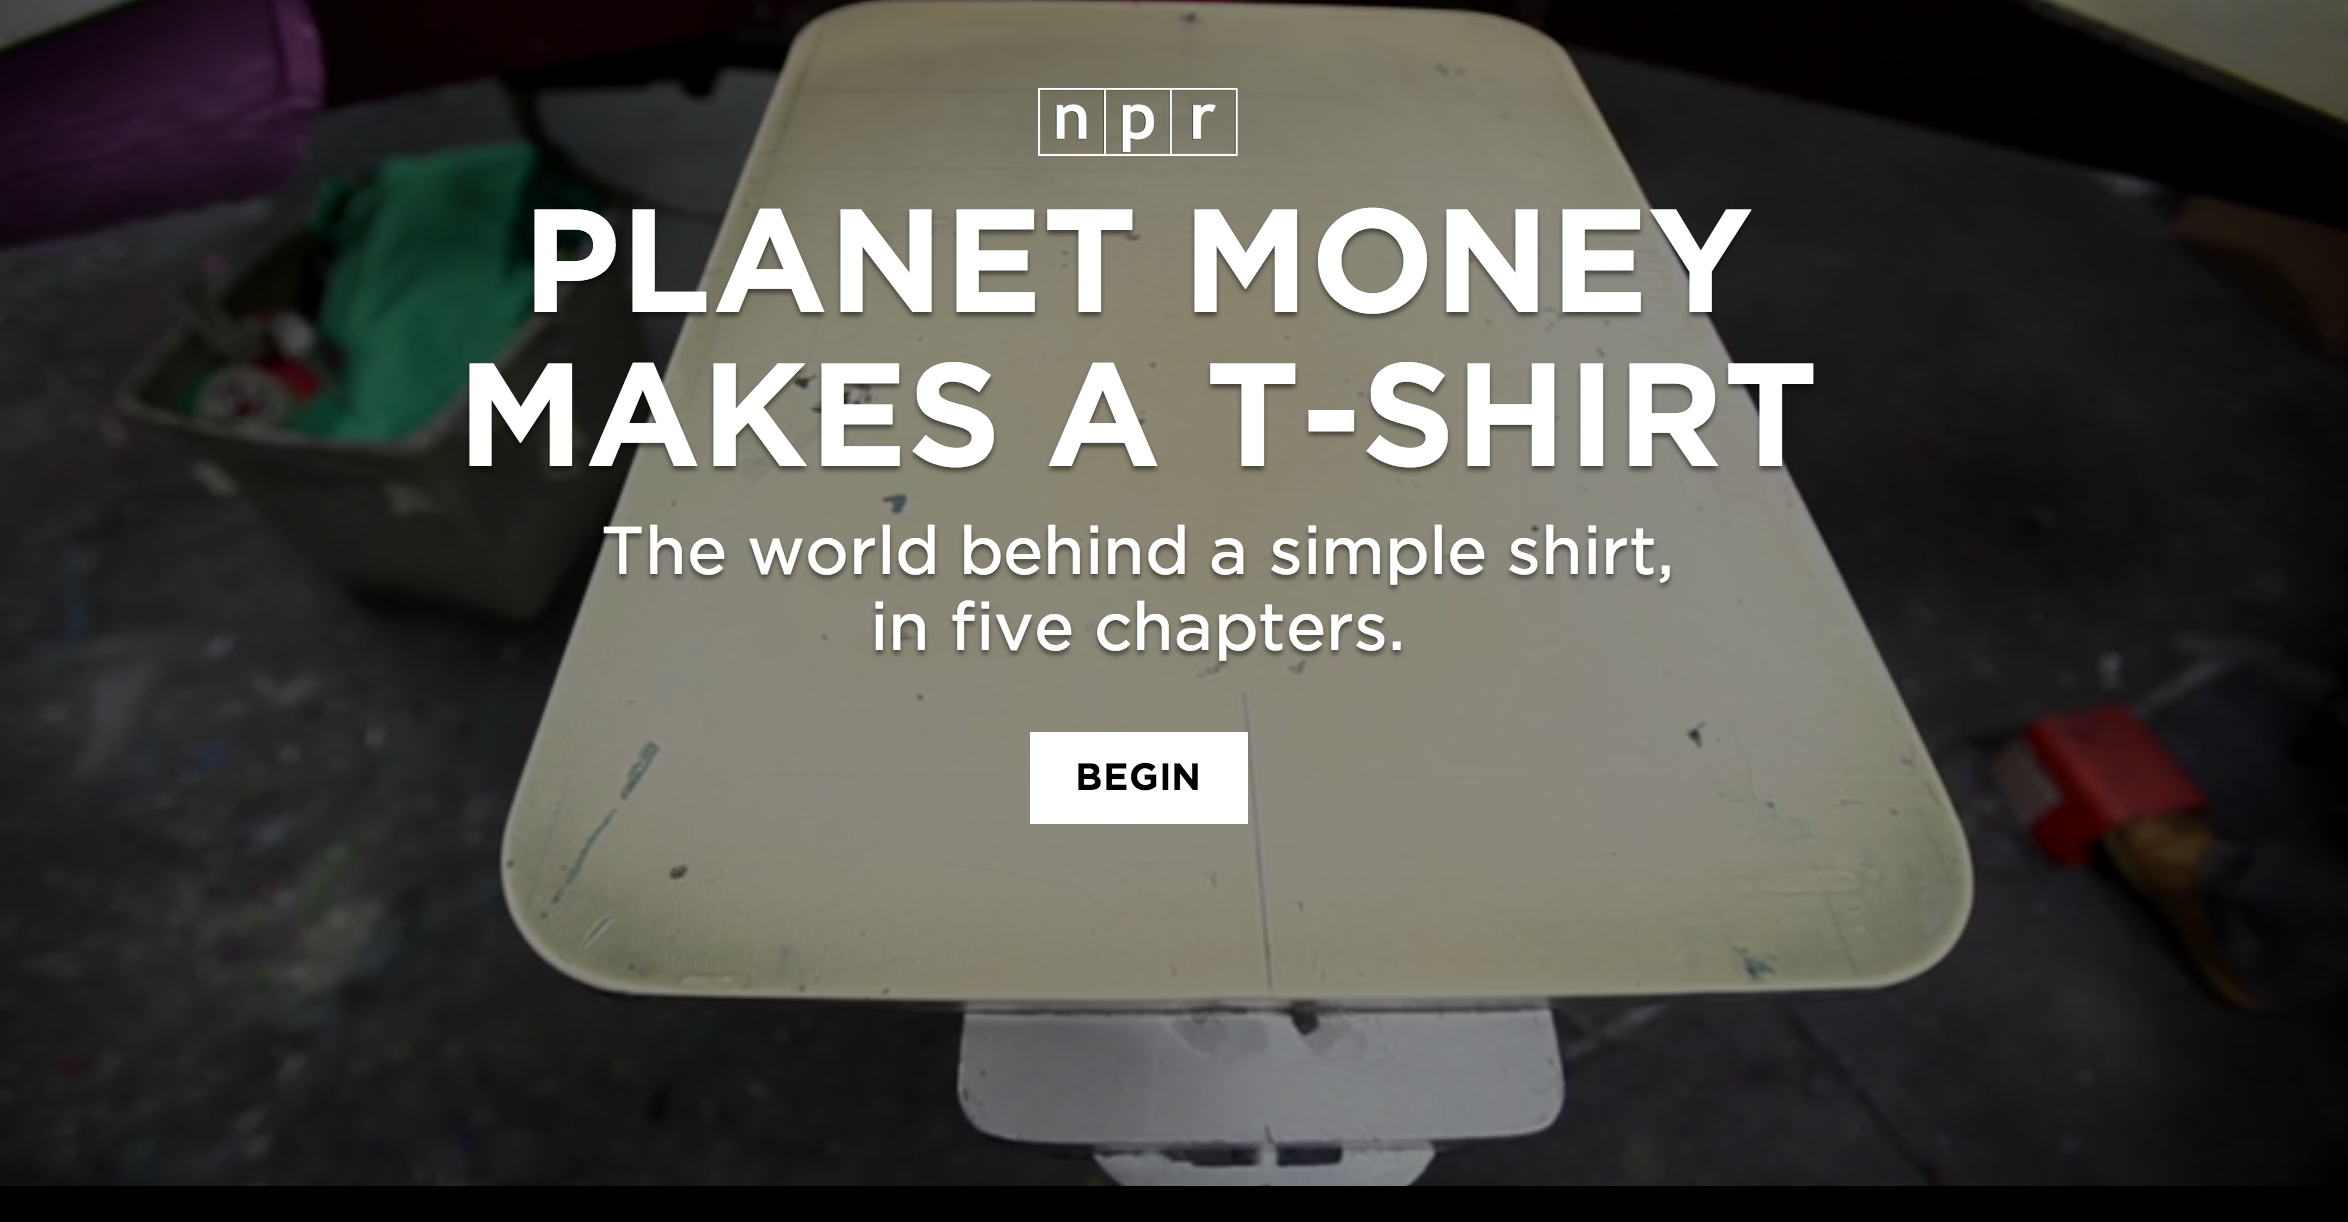 npr
PLANET MONEY
MAKES A T-SHIRT
The world behind a simple shirt,
in five chapters.
BEGIN